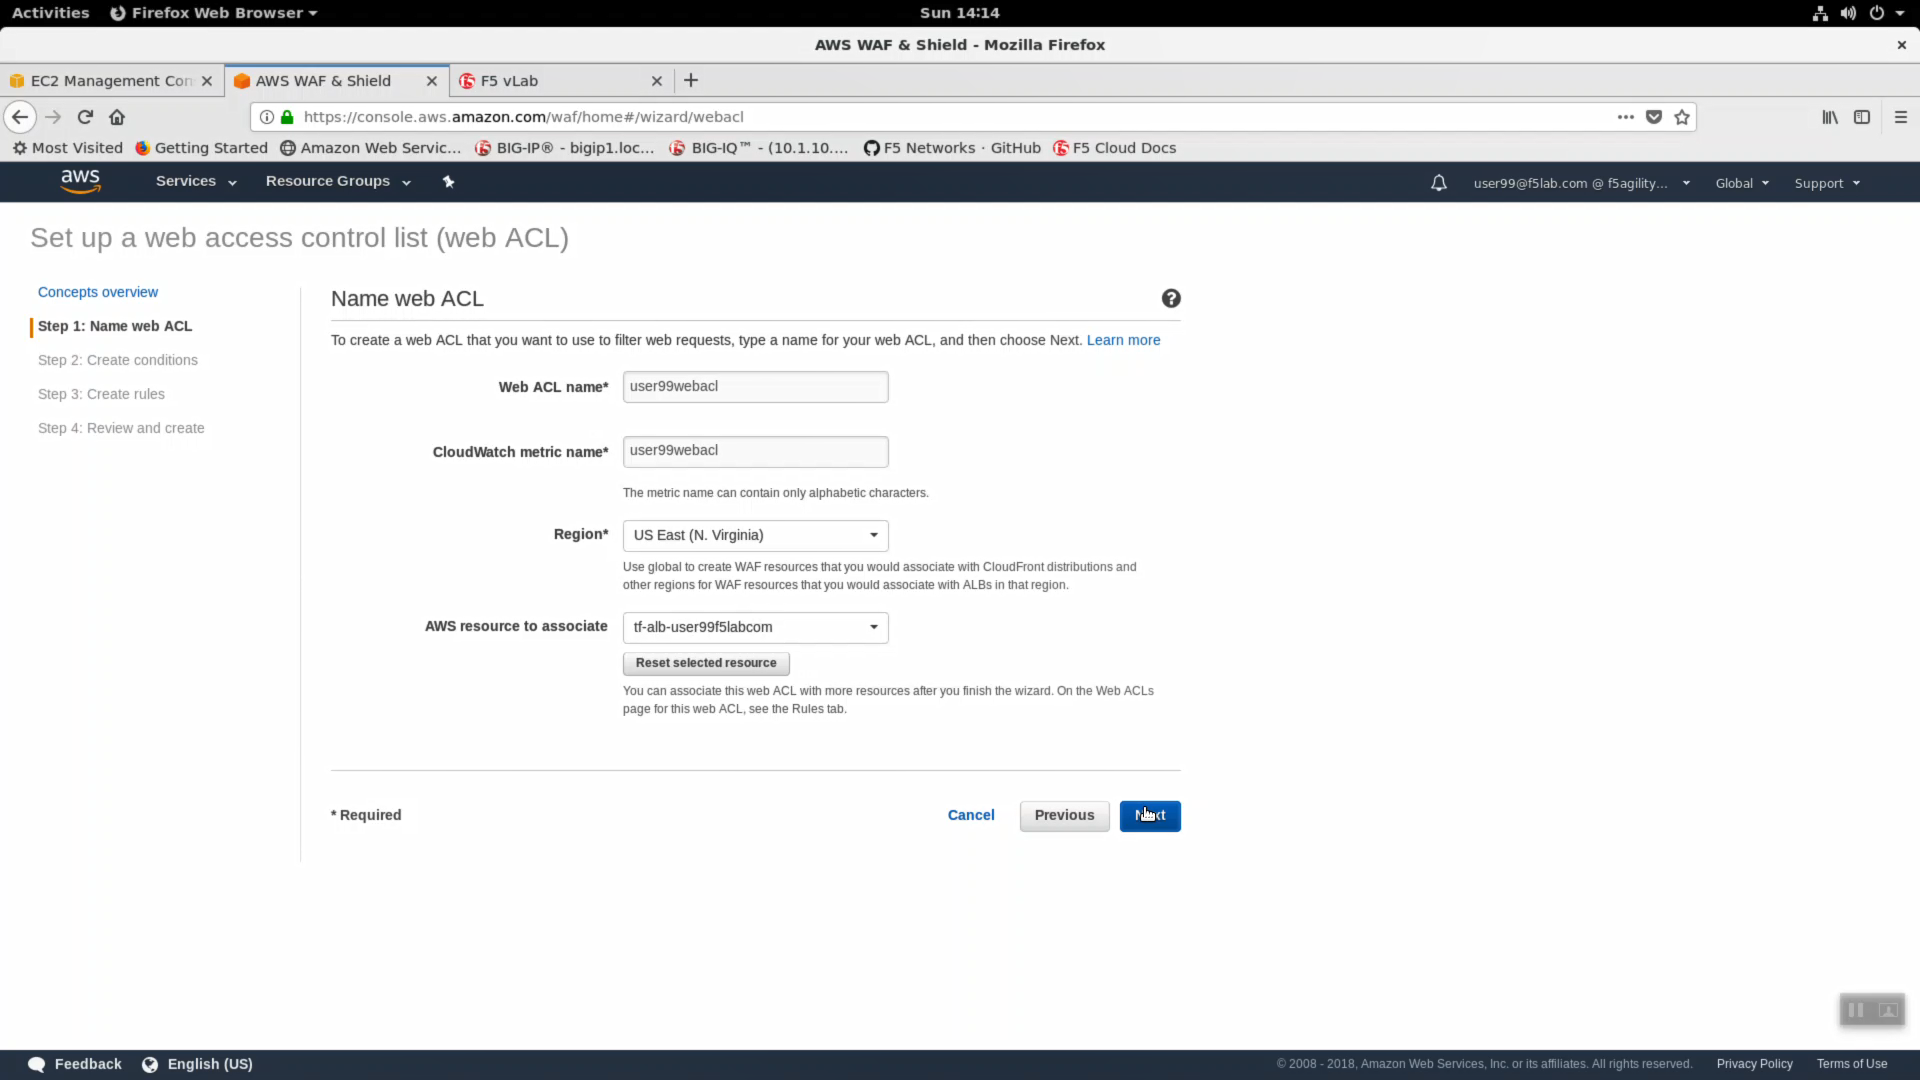 Activities Firefox Web Browser Sun 14:14
AWS WAF & Shield - Mozilla Firefox
EC2 Management Con AWS WAF & Shield F5 vLab
https://console.aws.amazon.com/waf/home#/wizard/webacl
Most Visited Getting Started Amazon Web Servic... BIG-IP® - bigip1.loc... BIG-IQ™ - (10.1.10.... F5 Networks · GitHub F5 Cloud Docs
aws Services Resource Groups user99@f5lab.com @ f5agility... Global Support
Set up a web access control list (web ACL)
Concepts overview
Step 1: Name web ACL
Step 2: Create conditions
Step 3: Create rules
Step 4: Review and create
Name web ACL
To create a web ACL that you want to use to filter web requests, type a name for your web ACL, and then choose Next. Learn more
Web ACL name* user99webacl
CloudWatch metric name* user99webacl
The metric name can contain only alphabetic characters.
Region* US East (N. Virginia)
Use global to create WAF resources that you would associate with CloudFront distributions and
other regions for WAF resources that you would associate with ALBs in that region.
AWS resource to associate tf-alb-user99f5labcom
Reset selected resource
You can associate this web ACL with more resources after you finish the wizard. On the Web ACLs
page for this web ACL, see the Rules tab.
* Required Cancel Previous Next
Feedback English (US) © 2008 - 2018, Amazon Web Services, Inc. or its affiliates. All rights reserved. Privacy Policy Terms of Use